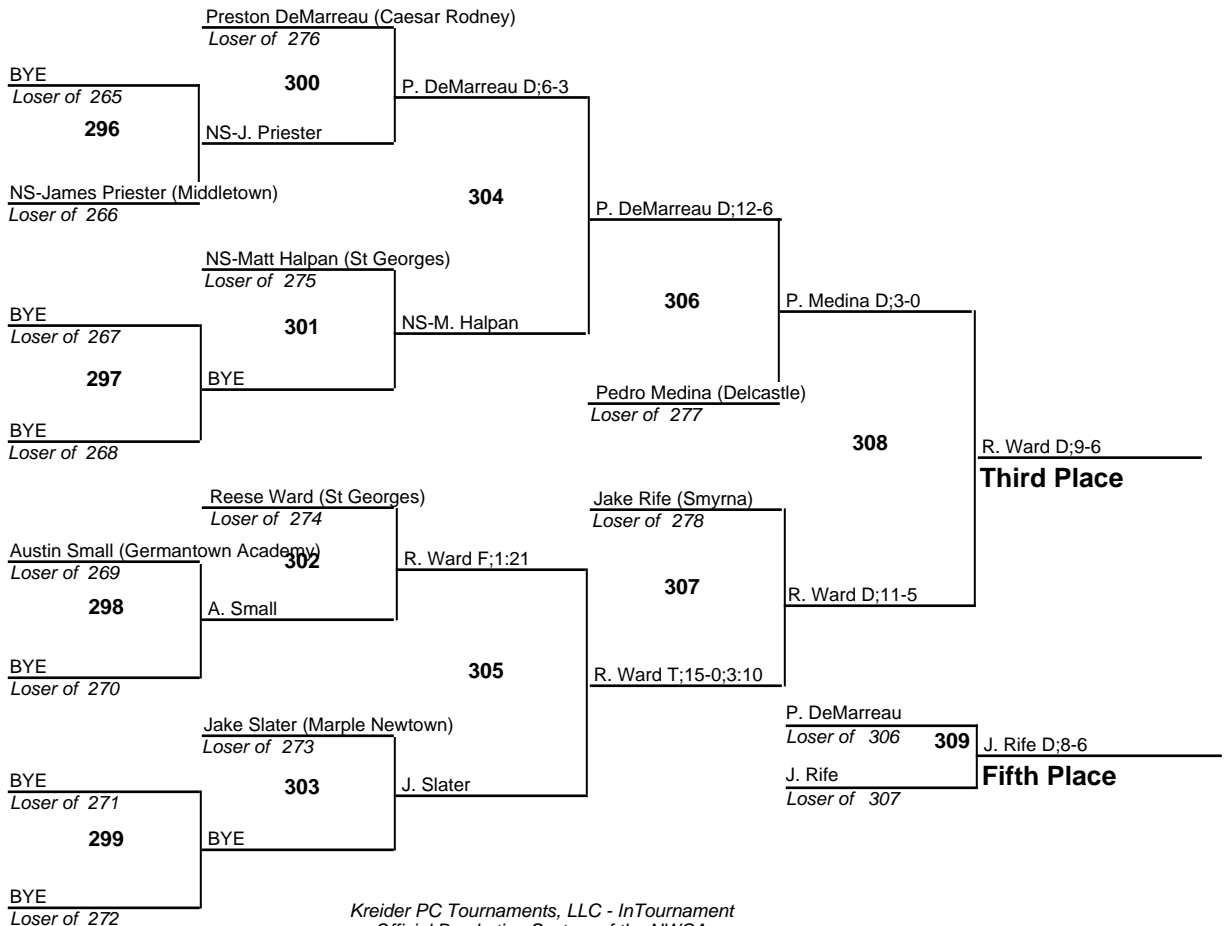 Preston DeMarreau (Caesar Rodney)
Loser of 276
BYE
Loser of 265
300
P. DeMarreau D;6-3
296
NS-J. Priester
NS-James Priester (Middletown)
Loser of 266
304
P. DeMarreau D;12-6
NS-Matt Halpan (St Georges)
Loser of 275
306
P. Medina D;3-0
BYE
Loser of 267
301
NS-M. Halpan
297
BYE
Pedro Medina (Delcastle)
Loser of 277
BYE
Loser of 268
308
R. Ward D;9-6
Third Place
Reese Ward (St Georges)
Loser of 274
Jake Rife (Smyrna)
Loser of 278
Austin Small (Germantown Academy)
Loser of 269
302
R. Ward F;1:21
307
298
A. Small
R. Ward D;11-5
BYE
Loser of 270
305
R. Ward T;15-0;3:10
Jake Slater (Marple Newtown)
Loser of 273
P. DeMarreau
Loser of 306
309
J. Rife D;8-6
Fifth Place
BYE
Loser of 271
303
J. Slater
J. Rife
Loser of 307
299
BYE
BYE
Loser of 272
Kreider PC Tournaments, LLC - InTournament